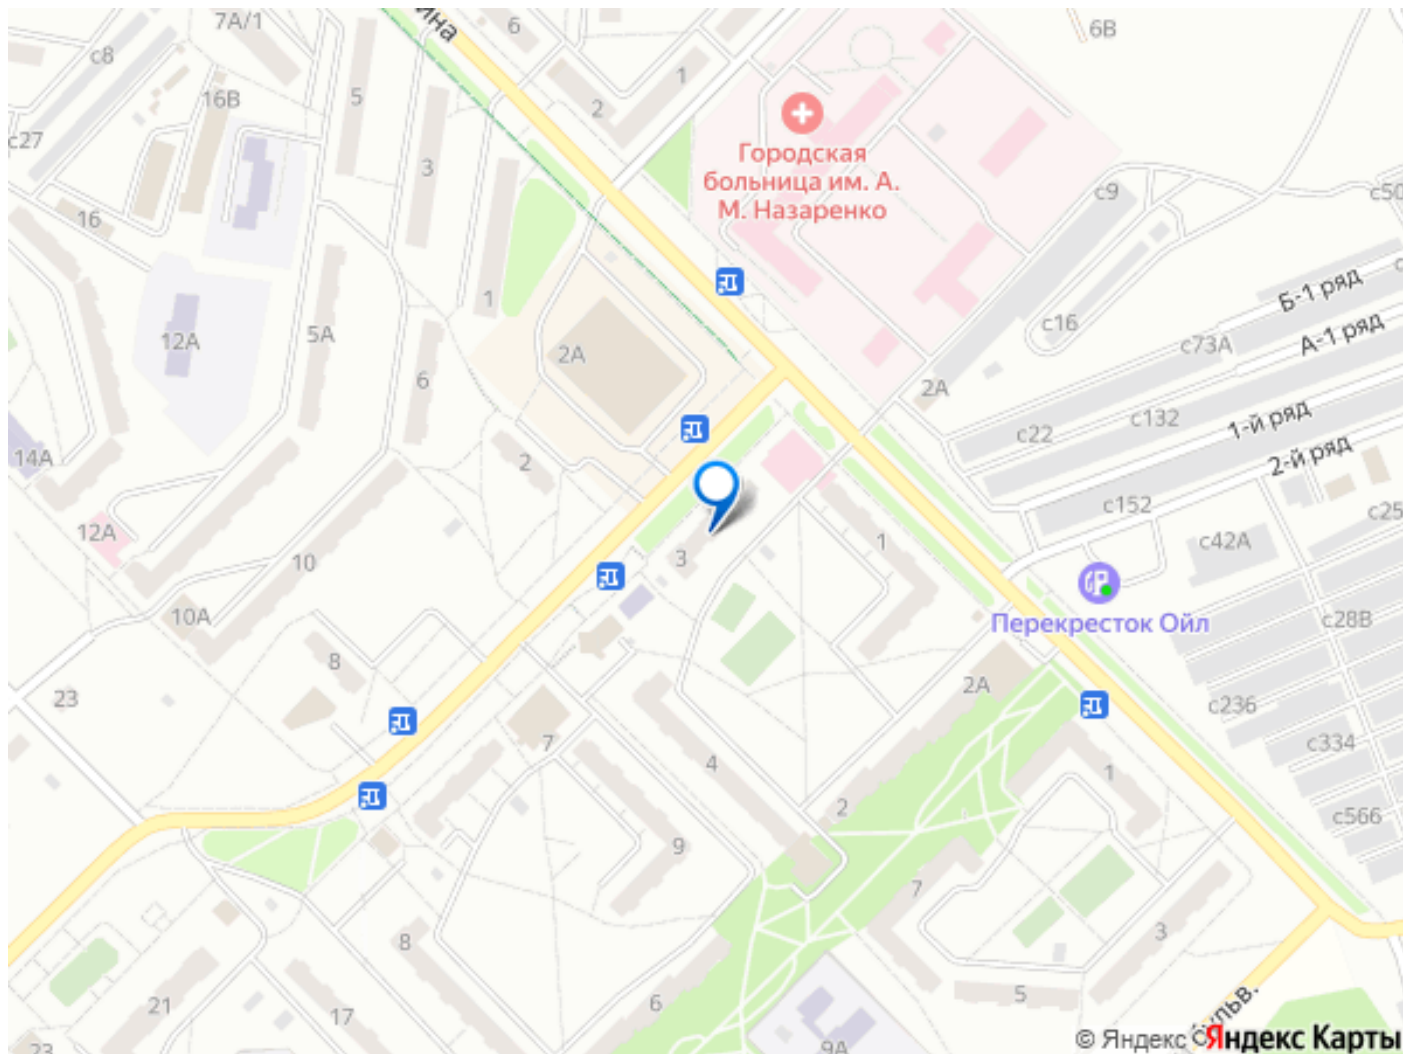 7А/1
6
ина
6В
с8
1
5
16В
2
с27
3
Городская
больница им. А.
М. Назаренко
с9
с50
16
1
Б-1 ряд
с16
А-1 ряд
12А
5А
2А
с73А
6
2А
с132
1-й ряд
с22
2-й ряд
14А
2
с152
с25
12А
1
с42А
3
10
10А
Перекресток Ойл
с28В
8
23
2А
с236
7
4
с334
1
2
с566
9
7
8
3
21
17
6
5
ульв.
23
9А
© Яндекс
Яндекс Карты